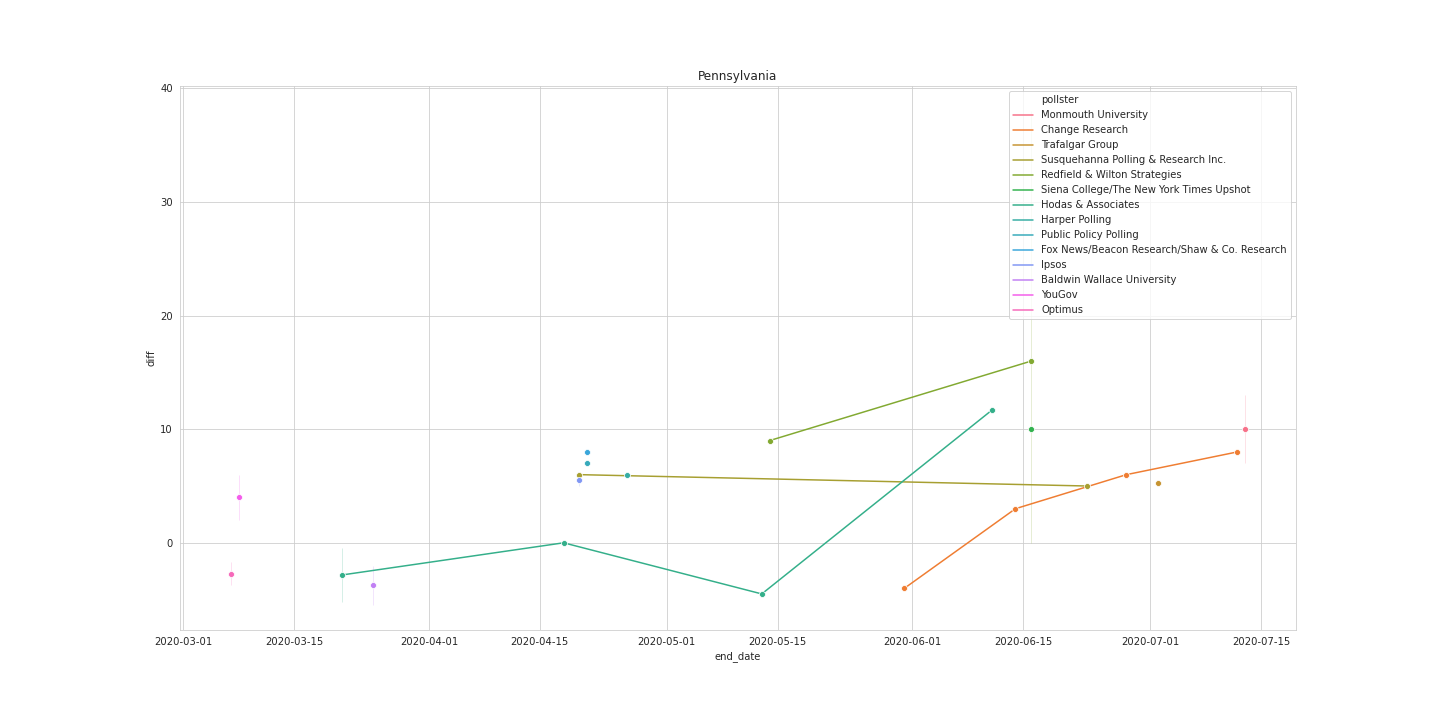 Pennsylvania
40
30
20
10
0
diff
pollster
Monmouth University
Change Research
Trafalgar Group
Susquehanna Polling & Research Inc.
Redfield & Wilton Strategies
Siena College/The New York Times Upshot
Hodas & Associates
Harper Polling
Public Policy Polling
Fox News/Beacon Research/Shaw & Co. Research
Ipsos
Baldwin Wallace University
YouGov
Optimus
2020-03-01 2020-03-15 2020-04-01 2020-04-15 2020-05-01 2020-05-15 2020-06-01 2020-06-15 2020-07-01 2020-07-15
end_date